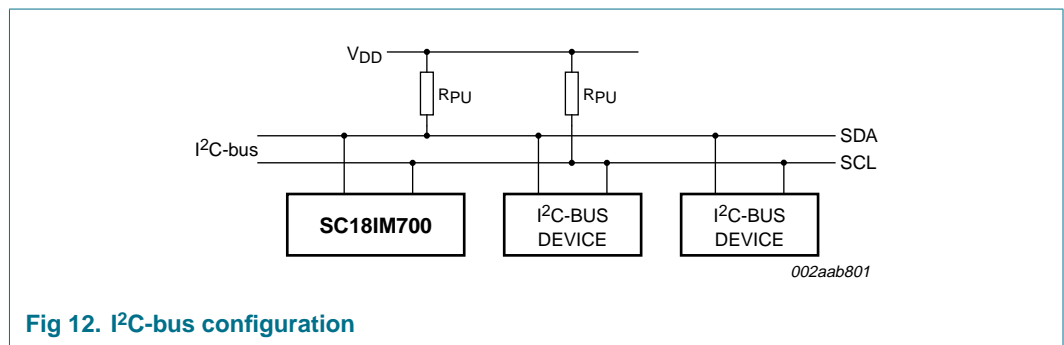 VDD
RPU RPU
SDA
I2C-bus
SCL
SC18IM700
I2C-BUS
DEVICE
I2C-BUS
DEVICE
002aab801
Fig 12. I2C-bus configuration